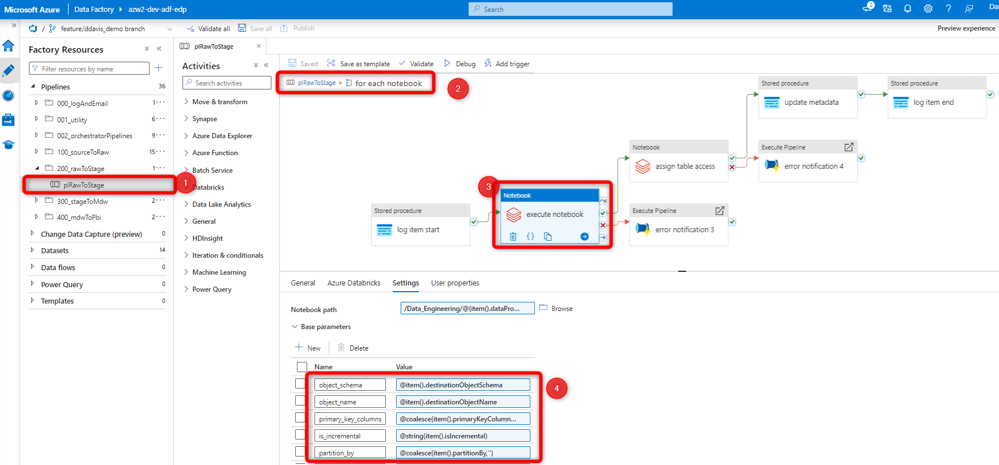 Microsoft Azure
Data Factory
azw2-dev-adf-edp
Search
2
Da
feature/ddavis_demo branch
Validate all
Save all
Publish
Preview experience
Factory Resources
Filter resources by name
Pipelines 36
000_logAndEmail 1
001_utility 6
002_orchestratorPipelines 9
100_sourceToRaw 15
200_rawToStage 1
plRawToStage
1
300_stageToMdw 2
400_mdwToPbi 2
Change Data Capture (preview) 0
Datasets 14
Data flows 0
Power Query 0
Templates 0
plRawToStage
Activities
Search activities
Move & transform
Synapse
Azure Data Explorer
Azure Function
Batch Service
Databricks
Data Lake Analytics
General
HDInsight
Iteration & conditionals
Machine Learning
Power Query
Saved
Save as template
Validate
Debug
Add trigger
plRawToStage > for each notebook
2
Stored procedure
update metadata
Stored procedure
log item end
Notebook
assign table access
Execute Pipeline
error notification 4
3
Stored procedure
log item start
Notebook
execute notebook
Execute Pipeline
error notification 3
General
Azure Databricks
Settings
User properties
Notebook path
/Data_Engineering/@{item().dataPro...
Browse
Base parameters
New
Delete
Name Value
object_schema @item().destinationObjectSchema
4
object_name @item().destinationObjectName
primary_key_columns @coalesce(item().primaryKeyColumn...
is_incremental @string(item().isIncremental)
partition_by @coalesce(item().partitionBy,'')